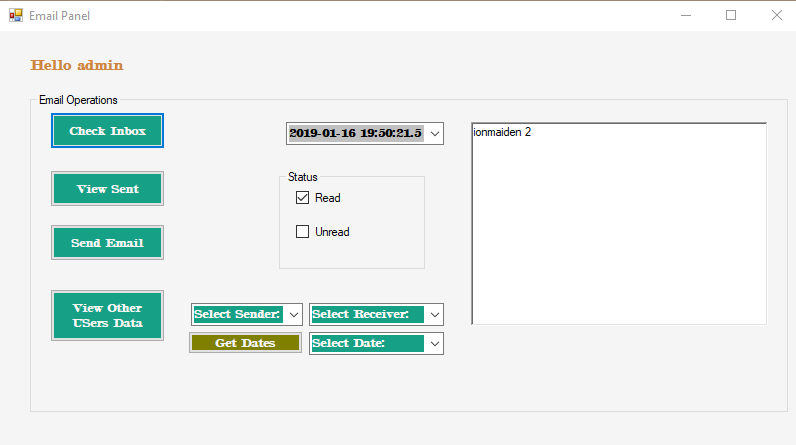 Email Panel
Hello admin
Email Operations
Check Inbox
2019-01-16 19:50:21.5
ionmaiden 2
View Sent
Status
Read
Unread
Send Email
View Other
USers Data
Select Sender:
Select Receiver:
Get Dates
Select Date: